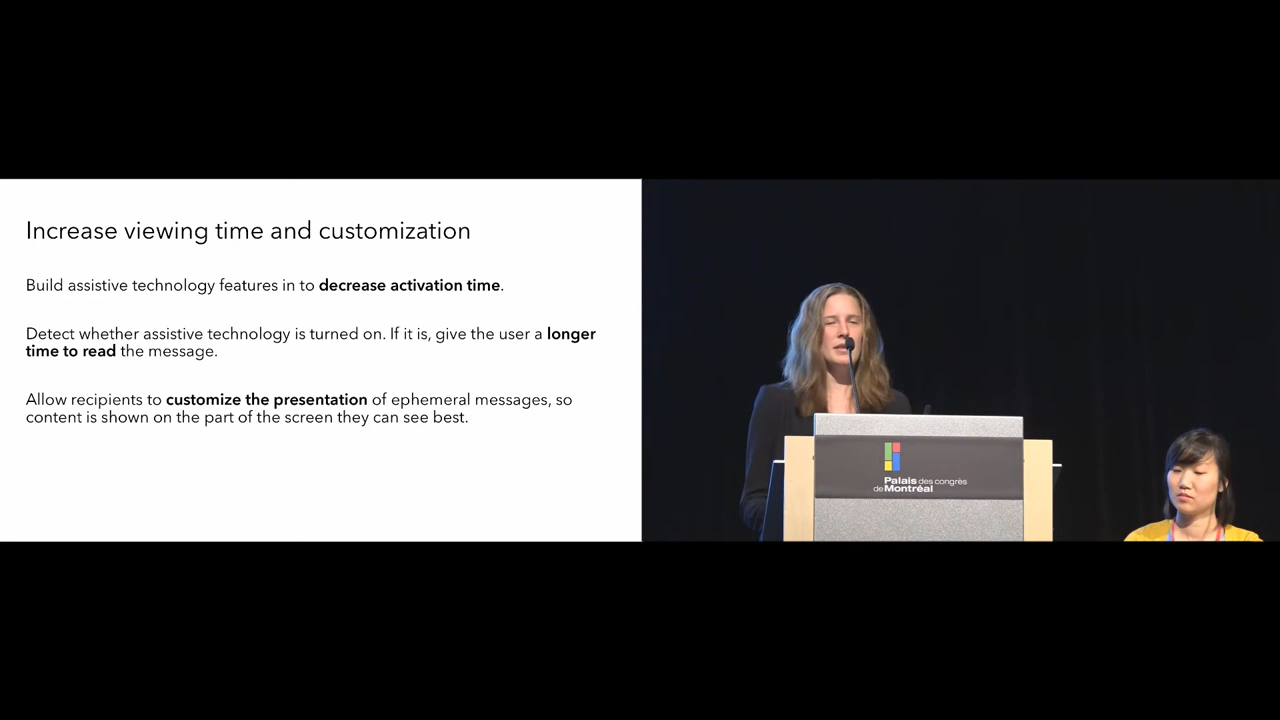 Increase viewing time and customization
Build assistive technology features in to decrease activation time.
Detect whether assistive technology is turned on. If it is, give the user a longer
time to read the message.
Allow recipients to customize the presentation of ephemeral messages, so
content is shown on the part of the screen they can see best.
Palais des congrès
de Montréal